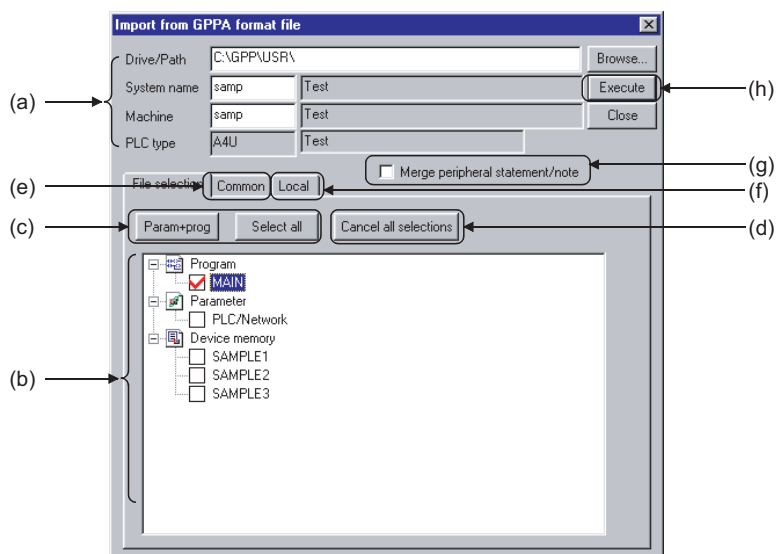 Import from GPPA format file
Drive/Path C:\GPP\USR\ Browse...
(a) System name samp Test Execute (h)
Machine samp Test Close
PLC type A4U Test
(g) Merge peripheral statement/note
(e) File selection Common Local (f)
(c) Param+prog Select all Cancel all selections (d)
Program
MAIN
Parameter
PLC/Network
Device memory
SAMPLE1
(b) SAMPLE2
SAMPLE3